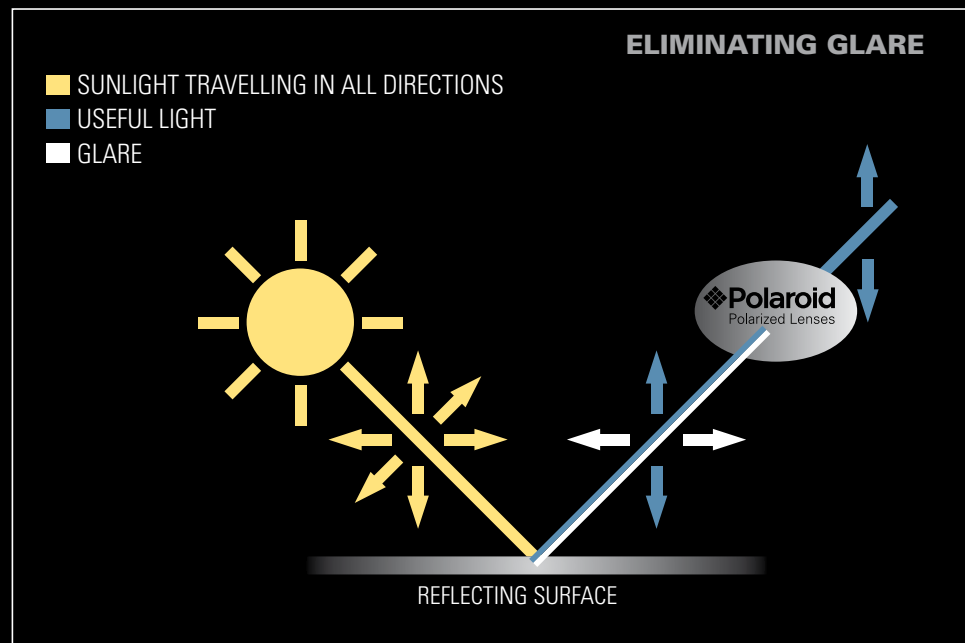 ELIMINATING GLARE
SUNLIGHT TRAVELLING IN ALL DIRECTIONS
USEFUL LIGHT
GLARE
Polaroid
Polarized Lenses
REFLECTING SURFACE